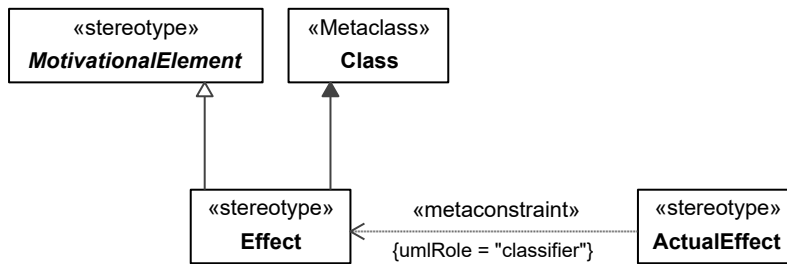 «stereotype»
MotivationalElement
«Metaclass»
Class
«stereotype»
Effect
«metaconstraint»
{umlRole = "classifier"}
«stereotype»
ActualEffect